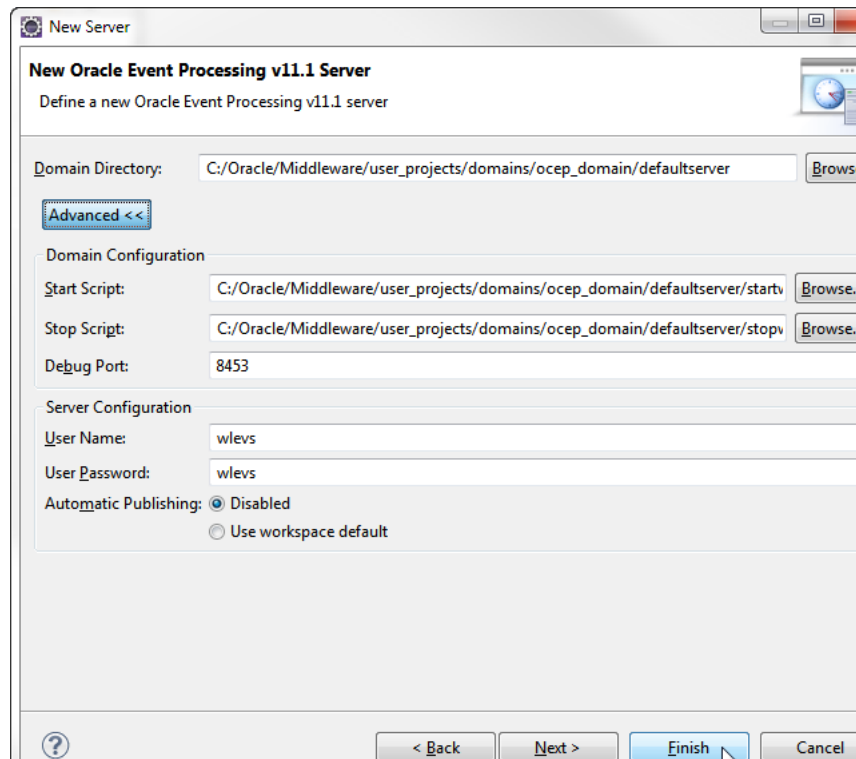 New Server
New Oracle Event Processing v11.1 Server
Define a new Oracle Event Processing v11.1 server
Domain Directory: C:/Oracle/Middleware/user_projects/domains/ocep_domain/defaultserver Brows
Advanced <<
Domain Configuration
Start Script: C:/Oracle/Middleware/user_projects/domains/ocep_domain/defaultserver/startw Browse.
Stop Script: C:/Oracle/Middleware/user_projects/domains/ocep_domain/defaultserver/stopw Browse.
Debug Port: 8453
Server Configuration
User Name: wlevs
User Password: wlevs
Automatic Publishing: Disabled
Use workspace default
?
< Back Next > Finish Cancel